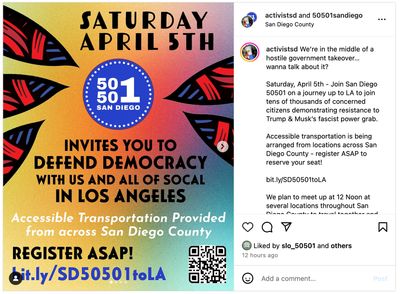 SATURDAY
APRIL 5TH
50
50
1
SAN DIEGO
INVITES YOU TO
DEFEND DEMOCRACY
WITH US AND ALL OF SOCAL
IN LOS ANGELES
Accessible Transportation Provided
from across San Diego County
REGISTER ASAP!
bit.ly/SD50501toLA
activistsd and 50501sandiego
San Diego County
activistsd We're in the middle of a
hostile government takeover...
wanna talk about it?
Saturday, April 5th - Join San Diego
50501 on a journey up to LA to join
tens of thousands of concerned
citizens demonstrating resistance to
Trump & Musk's fascist power grab.
Accessible transportation is being
arranged from locations across San
Diego County - register ASAP to
reserve your seat!
bit.ly/SD50501toLA
We plan to meet up at 12 Noon at
several locations throughout San
Diego County to travel together and
Liked by slo_50501 and others
12 hours ago
Add a comment...
Post